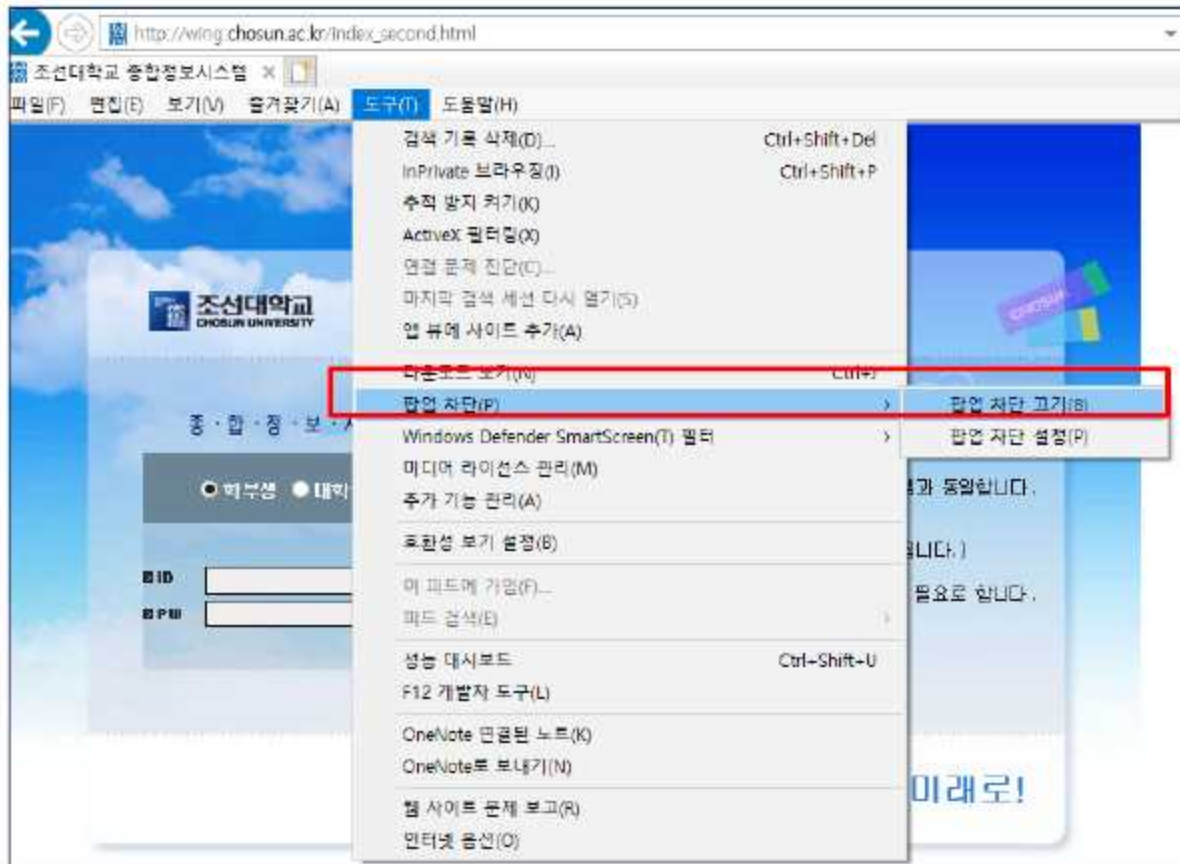 http://wing.chosun.ac.kr/index_second.html
조선대학교 종합정보시스템
파일(F) 편집(E) 보기(V) 즐겨찾기(A) 도구(T) 도움말(H)
검색 기록 삭제(D)... Ctrl+Shift+Del
InPrivate 브라우징(I) Ctrl+Shift+P
추적 방지 켜기(K)
ActiveX 필터링(X)
연결 문제 진단(C)...
마지막 검색 세션 다시 열기(S)
앱 뷰에 사이트 추가(A)
조선대학교
CHOSUN UNIVERSITY
CHOSUN
다운로드 보기(N) Ctrl+J
팝업 차단(P) 팝업 차단 끄기(B)
종·합·정·보·
Windows Defender SmartScreen(T) 필터 팝업 차단 설정(P)
미디어 라이선스 관리(M)
학부생 대학 과 동일합니다.
추가 기능 관리(A)
호환성 보기 설정(B)
니다.)
ID
이 피드에 가입(F)...
필요로 합니다.
PW
피드 검색(E)
성능 대시보드 Ctrl+Shift+U
F12 개발자 도구(L)
OneNote 연결된 노트(K)
OneNote로 보내기(N)
미래로!
웹 사이트 문제 보고(R)
인터넷 옵션(O)